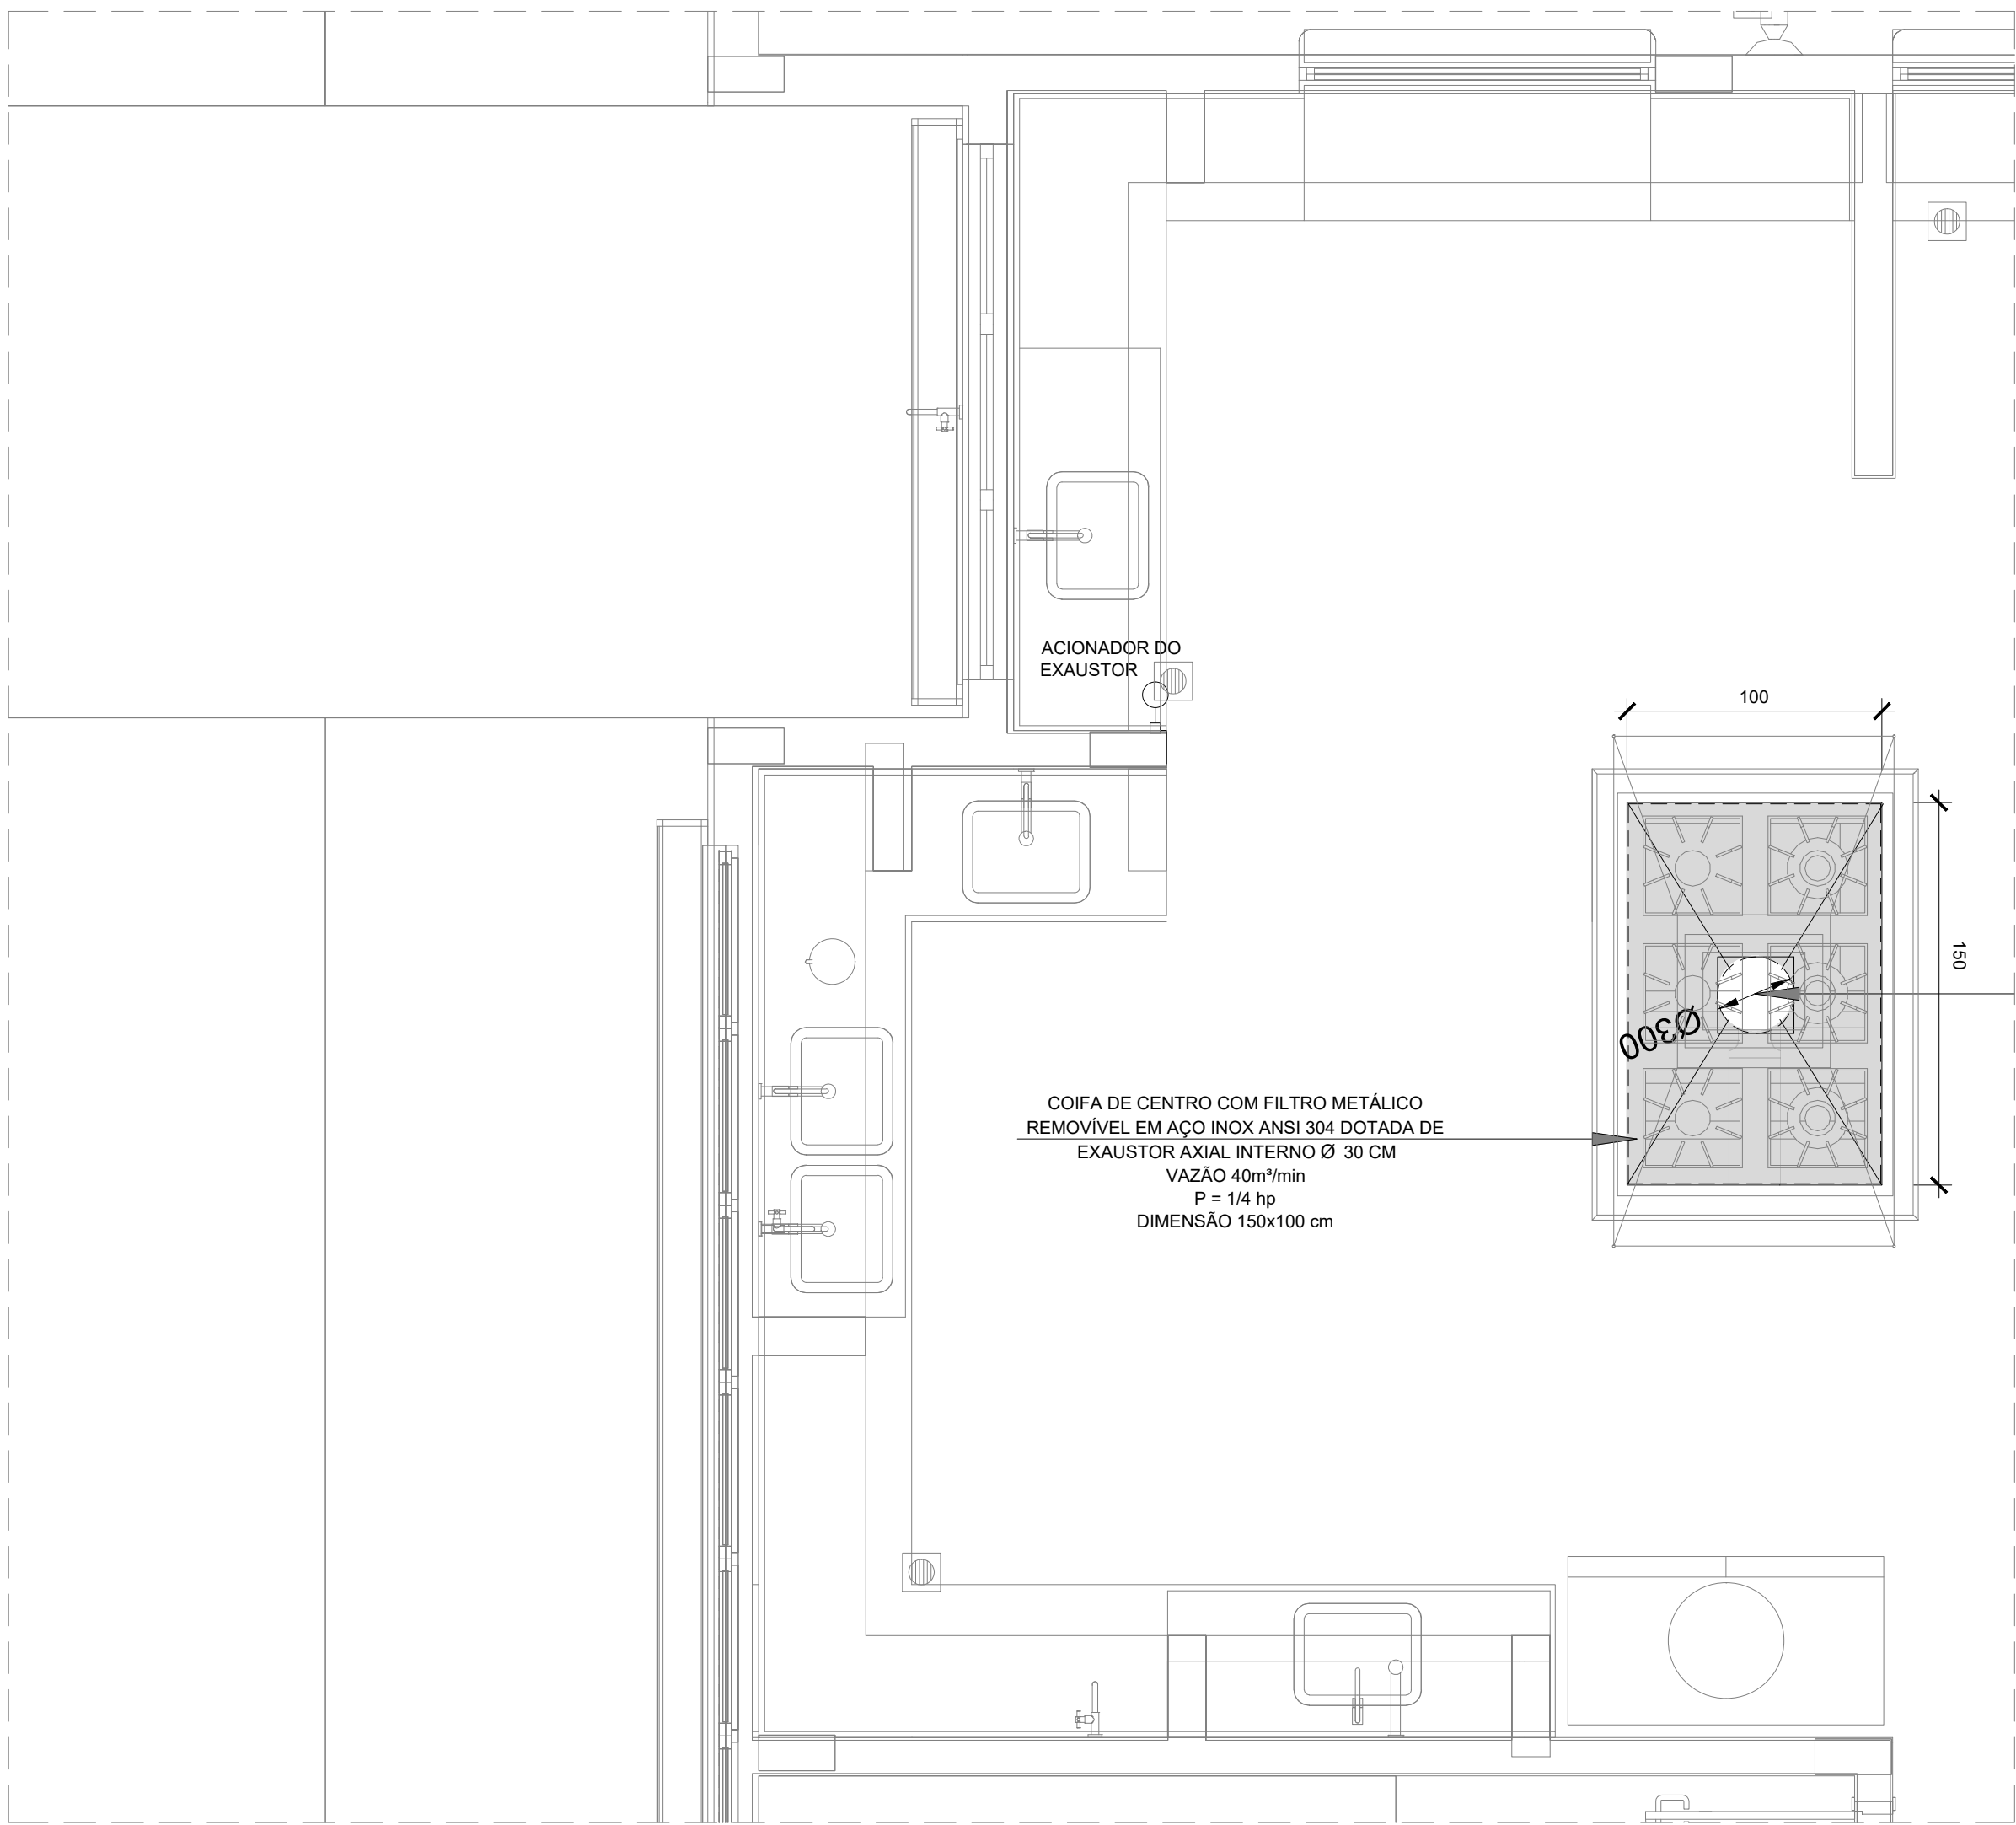 ACIONADOR DO
EXAUSTOR
100
150
Ø300
COIFA DE CENTRO COM FILTRO METÁLICO
REMOVÍVEL EM AÇO INOX ANSI 304 DOTADA DE
EXAUSTOR AXIAL INTERNO Ø 30 CM
VAZÃO 40m³/min
P = 1/4 hp
DIMENSÃO 150x100 cm